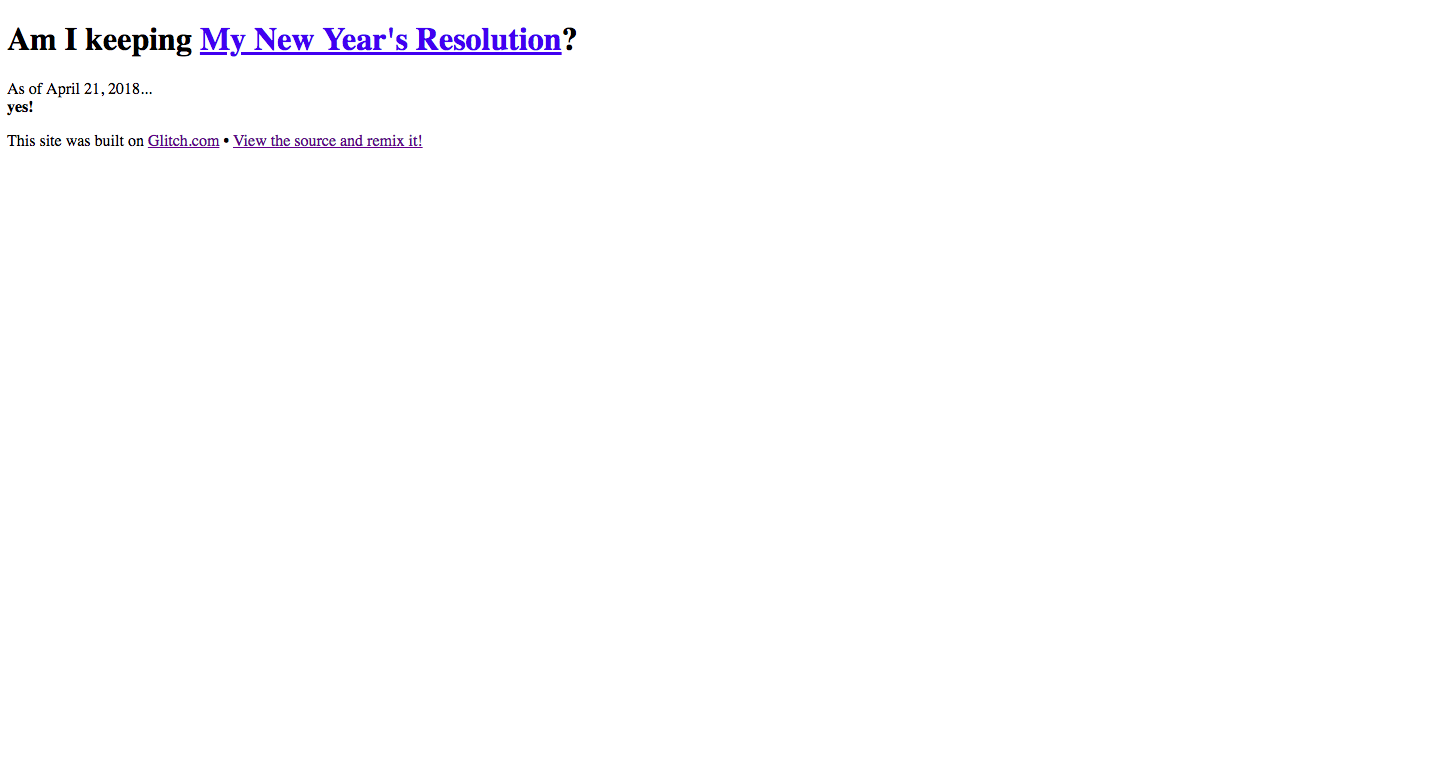 Am I keeping My New Year's Resolution?
As of April 21, 2018...
yes!
This site was built on Glitch.com • View the source and remix it!